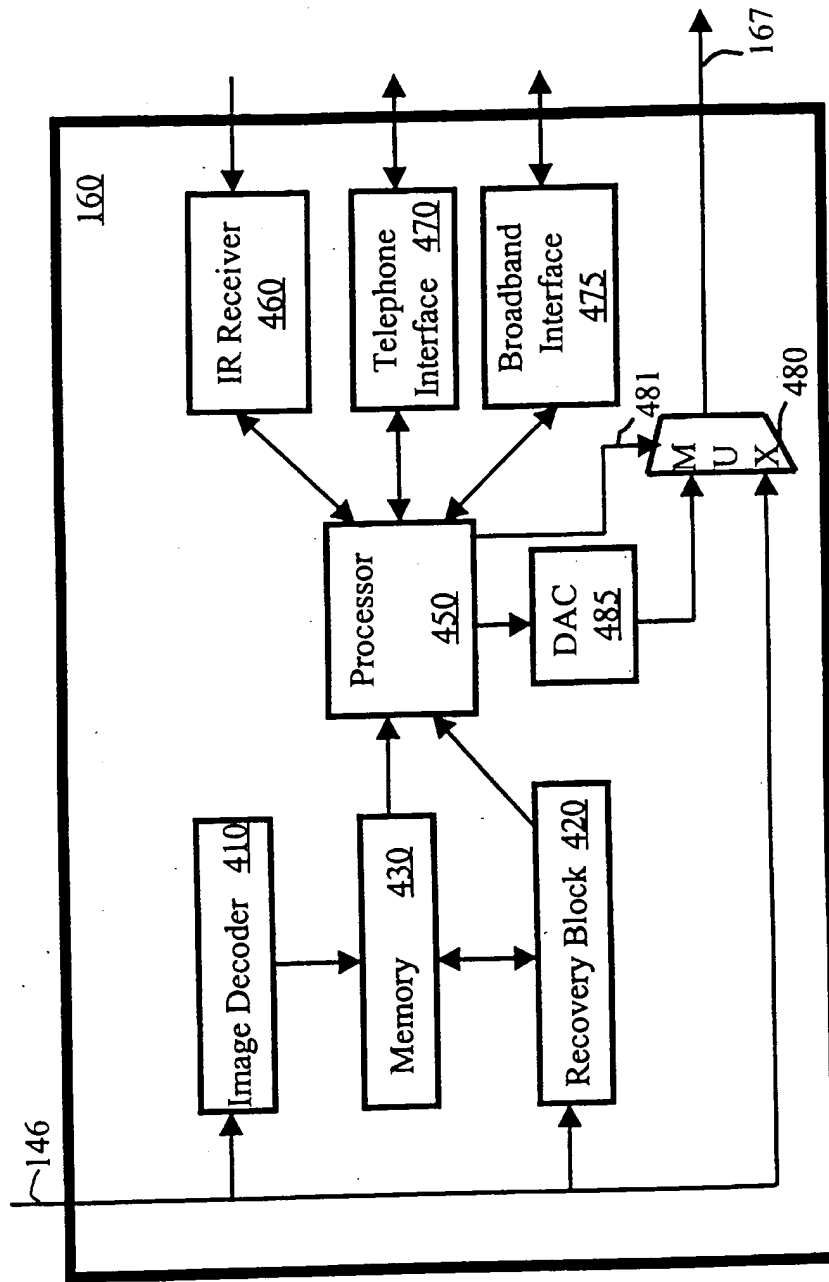 146
160
Image Decoder 410
Memory 430
Recovery Block 420
Processor
450
DAC
485
IR Receiver
460
Telephone
Interface 470
Broadband
Interface
475
481
M
U
X
480
167